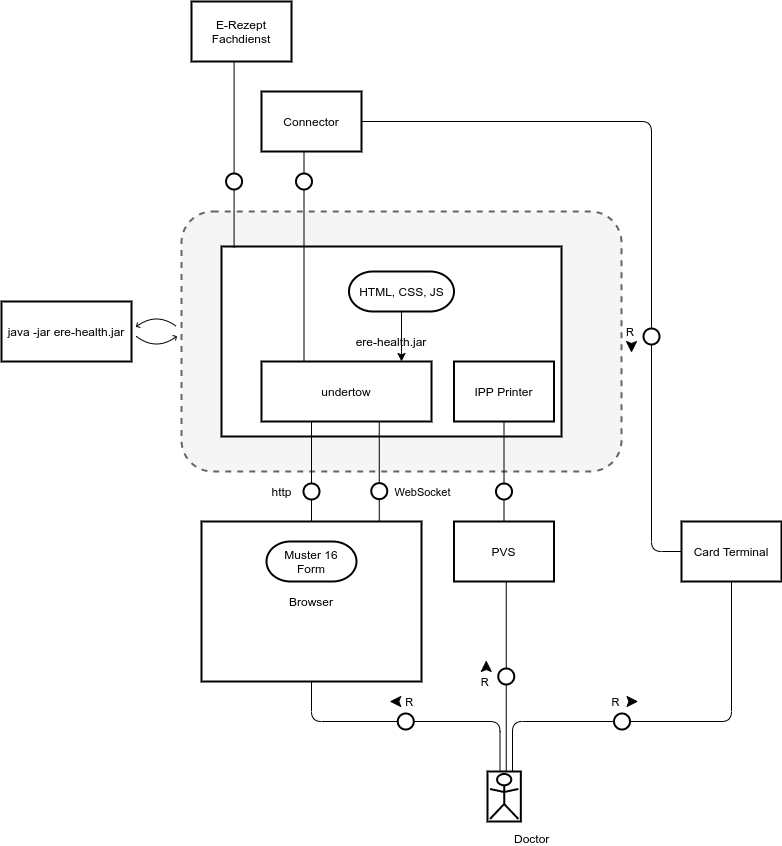 E-Rezept
Fachdienst
Connector
HTML, CSS, JS
java -jar ere-health.jar
R
ere-health.jar
undertow
IPP Printer
http
WebSocket
Muster 16
Form
Browser
PVS
Card Terminal
R
R
R
Doctor